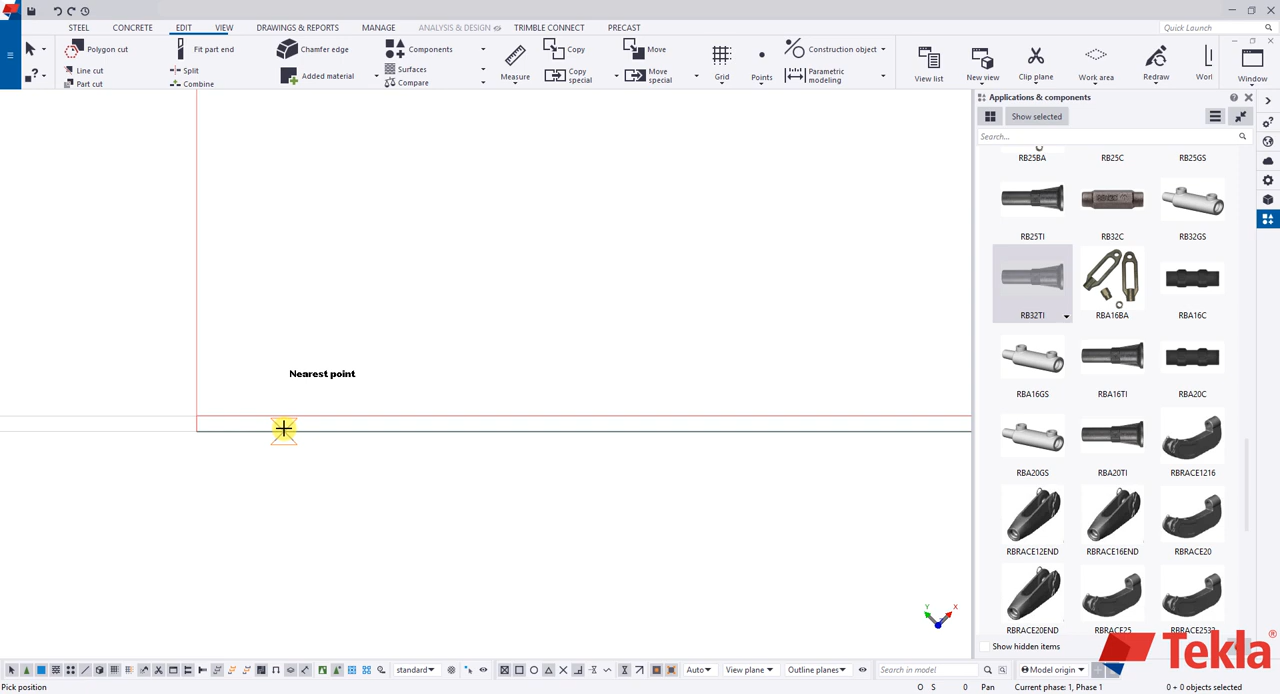 STEEL CONCRETE EDIT VIEW DRAWINGS & REPORTS MANAGE ANALYSIS & DESIGN TRIMBLE CONNECT PRECAST Quick Launch
Polygon cut Fit part end Chamfer edge Components Copy Move Construction object
Line cut Split Added material Surfaces Measure Copy special Move special Grid Points Parametric modeling View list New view Clip plane Work area Redraw Worl Window
Part cut Combine Compare
Applications & components
Show selected
Search...
RB25BA RB25C RB25GS
RB25TI RB32C RB32GS
RB32TI RBA16BA RBA16C
Nearest point
RBA16GS RBA16TI RBA20C
RBA20GS RBA20TI RBRACE1216
RBRACE12END RBRACE16END RBRACE20
RBRACE20END RBRACE25 RBRACE2532
Y X
Show hidden items
Tekla®
standard Auto View plane Outline planes Search in model Model origin
Pick position O S 0 Pan Current phase: 1, Phase 1 0 + 0 objects selected